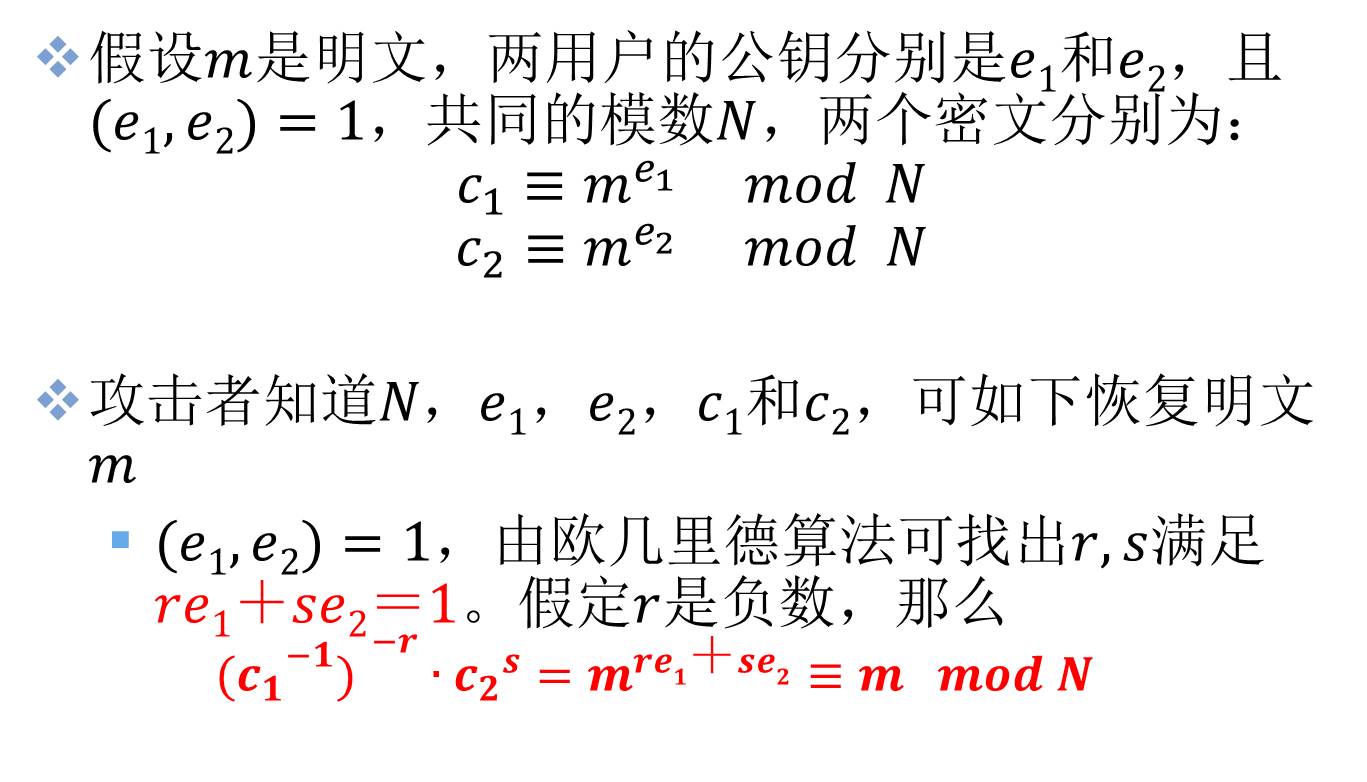 ❖假设𝑚是明文，两用户的公钥分别是𝑒₁和𝑒₂，且
(𝑒₁, 𝑒₂) = 1，共同的模数𝑁，两个密文分别为：
𝑐₁ ≡ 𝑚^{𝑒₁} 𝑚𝑜𝑑 𝑁
𝑐₂ ≡ 𝑚^{𝑒₂} 𝑚𝑜𝑑 𝑁
❖攻击者知道𝑁，𝑒₁，𝑒₂，𝑐₁和𝑐₂，可如下恢复明文
𝑚
▪ (𝑒₁, 𝑒₂) = 1，由欧几里德算法可找出𝑟, 𝑠满足
𝑟𝑒₁＋𝑠𝑒₂＝1。假定𝑟是负数，那么
(𝒄₁^{−𝟏})^{−𝒓} · 𝒄₂^{𝒔} = 𝒎^{𝒓𝒆₁＋𝒔𝒆₂} ≡ 𝒎 𝒎𝒐𝒅 𝑵